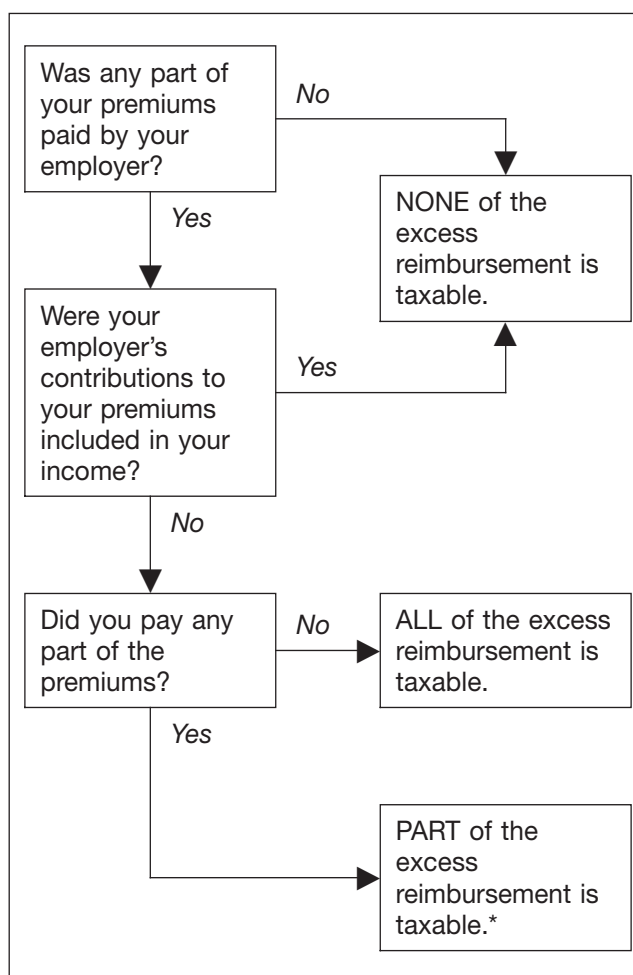 Was any part of
your premiums
paid by your
employer?
No
Yes
NONE of the
excess
reimbursement is
taxable.
Were your
employer’s
contributions to
your premiums
included in your
income?
Yes
No
Did you pay any
part of the
premiums?
No
ALL of the excess
reimbursement is
taxable.
Yes
PART of the
excess
reimbursement is
taxable.*